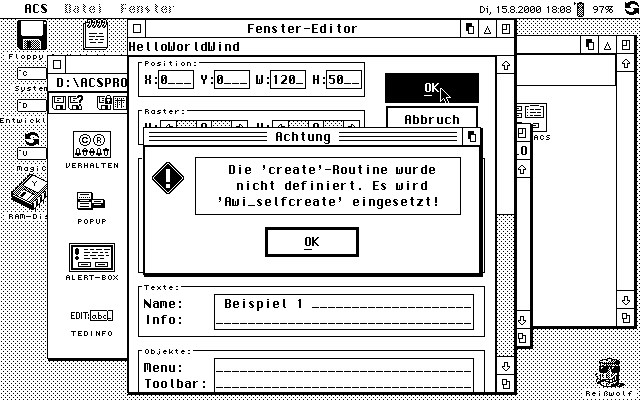 ACS Datei Fenster Di, 15.8.2000 18:08 97%
Fenster-Editor
HelloWorldWind
Position:
X:0___ Y:0___ W:120_ H:50__
OK
Abbruch
Raster:
D:\ACSPRO
Floppy
C
System
D
Entwickl
U
Magic
RAM-Dis
VERHALTEN
POPUP
ALERT-BOX
EDIT:abc
TEDINFO
ACS
Achtung
Die 'create'-Routine wurde
nicht definiert. Es wird
'Awi_selfcreate' eingesetzt!
OK
Texte:
Name: Beispiel 1
Info:
Objekte:
Menu:
Toolbar:
Reißwolf